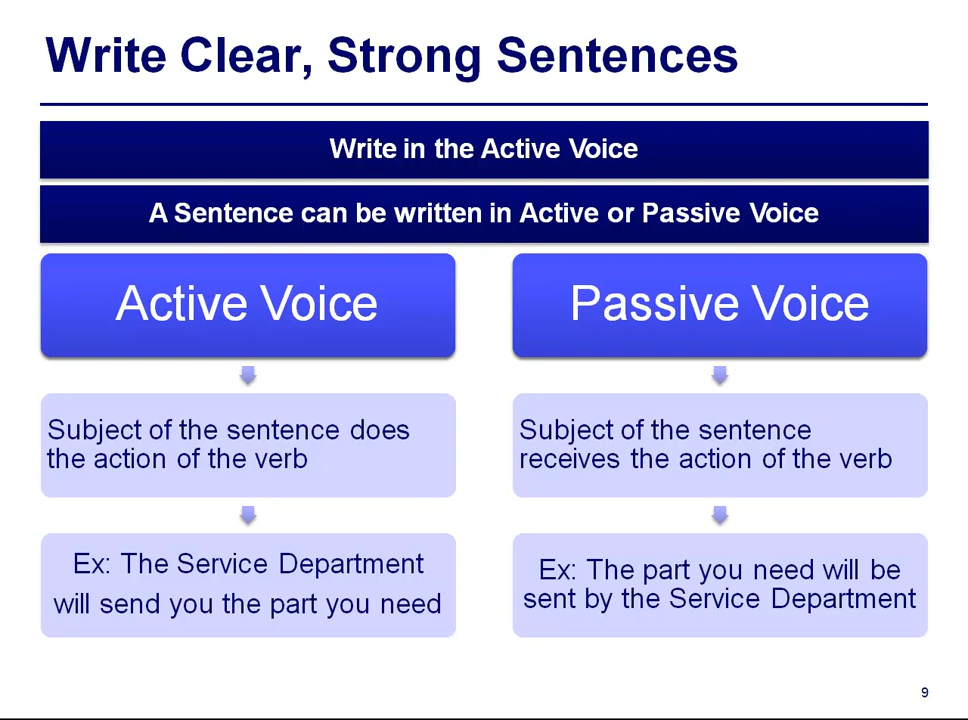 Write Clear, Strong Sentences
Write in the Active Voice
A Sentence can be written in Active or Passive Voice
Active Voice
Subject of the sentence does
the action of the verb
Ex: The Service Department
will send you the part you need
Passive Voice
Subject of the sentence
receives the action of the verb
Ex: The part you need will be
sent by the Service Department
9